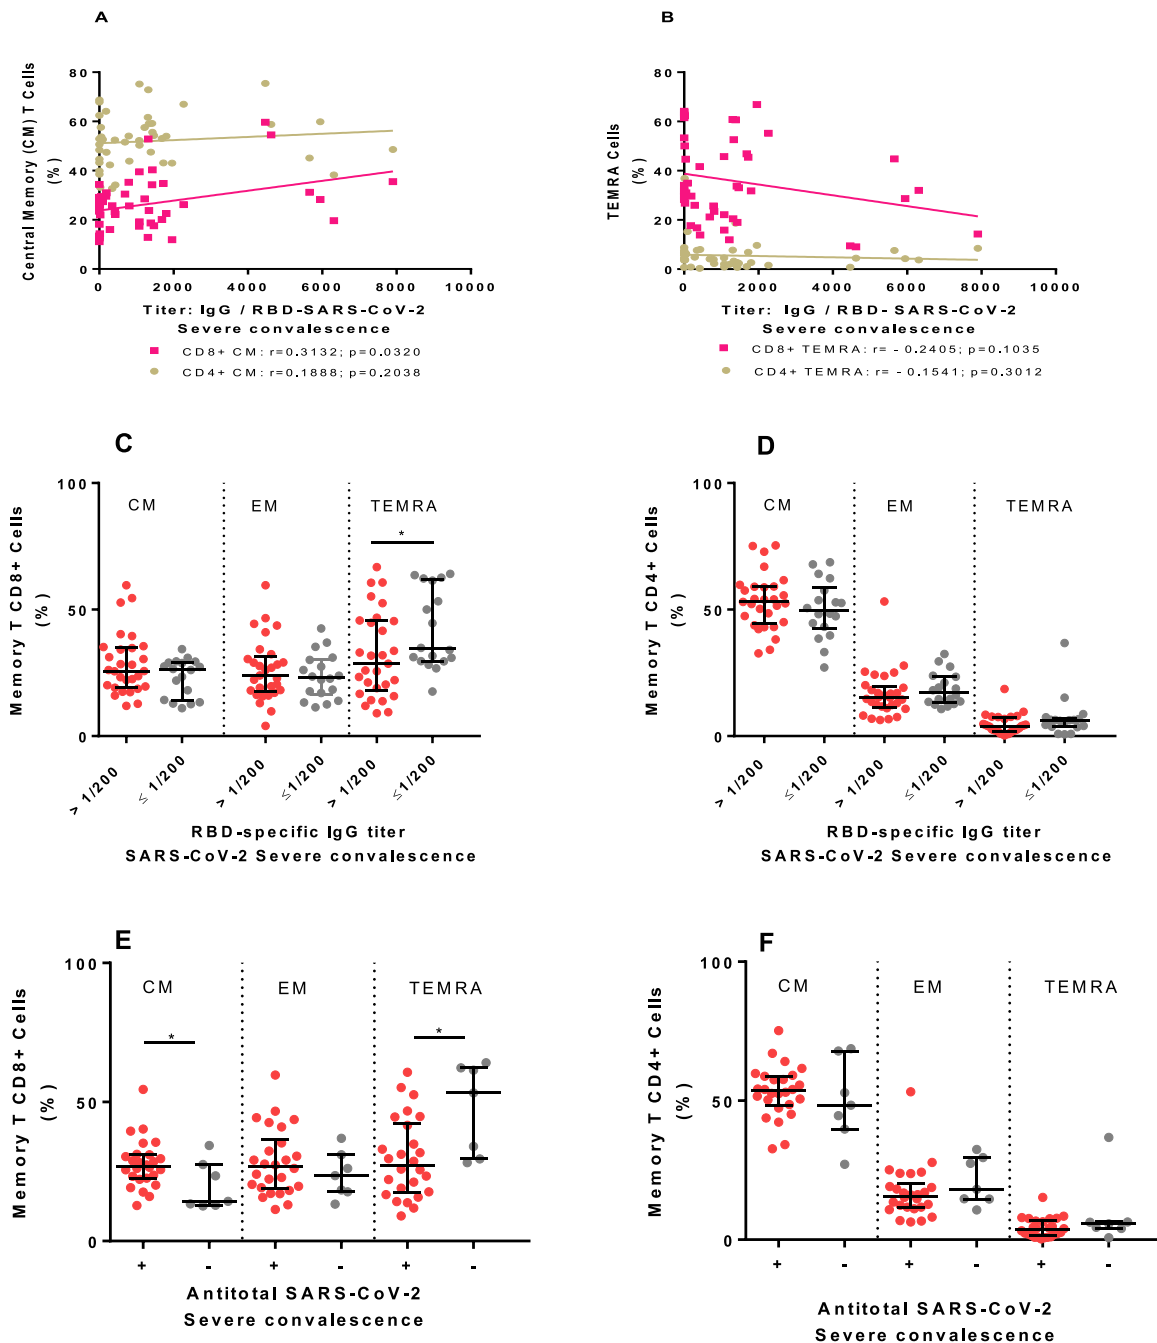 A
B
Central Memory (CM) T Cells
(%)
80
60
40
20
0
0
2000
4000
6000
8000
10000
Titer: IgG / RBD-SARS-CoV-2
Severe convalescence
CD8+ CM: r=0.3132; p=0.0320
CD4+ CM: r=0.1888; p=0.2038
TEMRA Cells
(%)
80
60
40
20
0
0
2000
4000
6000
8000
10000
Titer: IgG / RBD- SARS-CoV-2
Severe convalescence
CD8+ TEMRA: r= - 0.2405; p=0.1035
CD4+ TEMRA: r= - 0.1541; p=0.3012
C
Memory T CD8+ Cells
(%)
100
50
0
CM
EM
TEMRA
*
> 1/200
≤ 1/200
> 1/200
≤1/200
> 1/200
≤1/200
RBD-specific IgG titer
SARS-CoV-2 Severe convalescence
D
Memory T CD4+ Cells
(%)
100
50
0
CM
EM
TEMRA
> 1/200
≤1/200
> 1/200
≤1/200
> 1/200
≤1/200
RBD-specific IgG titer
SARS-CoV-2 Severe convalescence
E
Memory T CD8+ Cells
(%)
100
50
0
CM
EM
TEMRA
*
*
+
-
+
-
+
-
Antitotal SARS-CoV-2
Severe convalescence
F
Memory T CD4+ Cells
(%)
100
50
0
CM
EM
TEMRA
+
-
+
-
+
-
Antitotal SARS-CoV-2
Severe convalescence